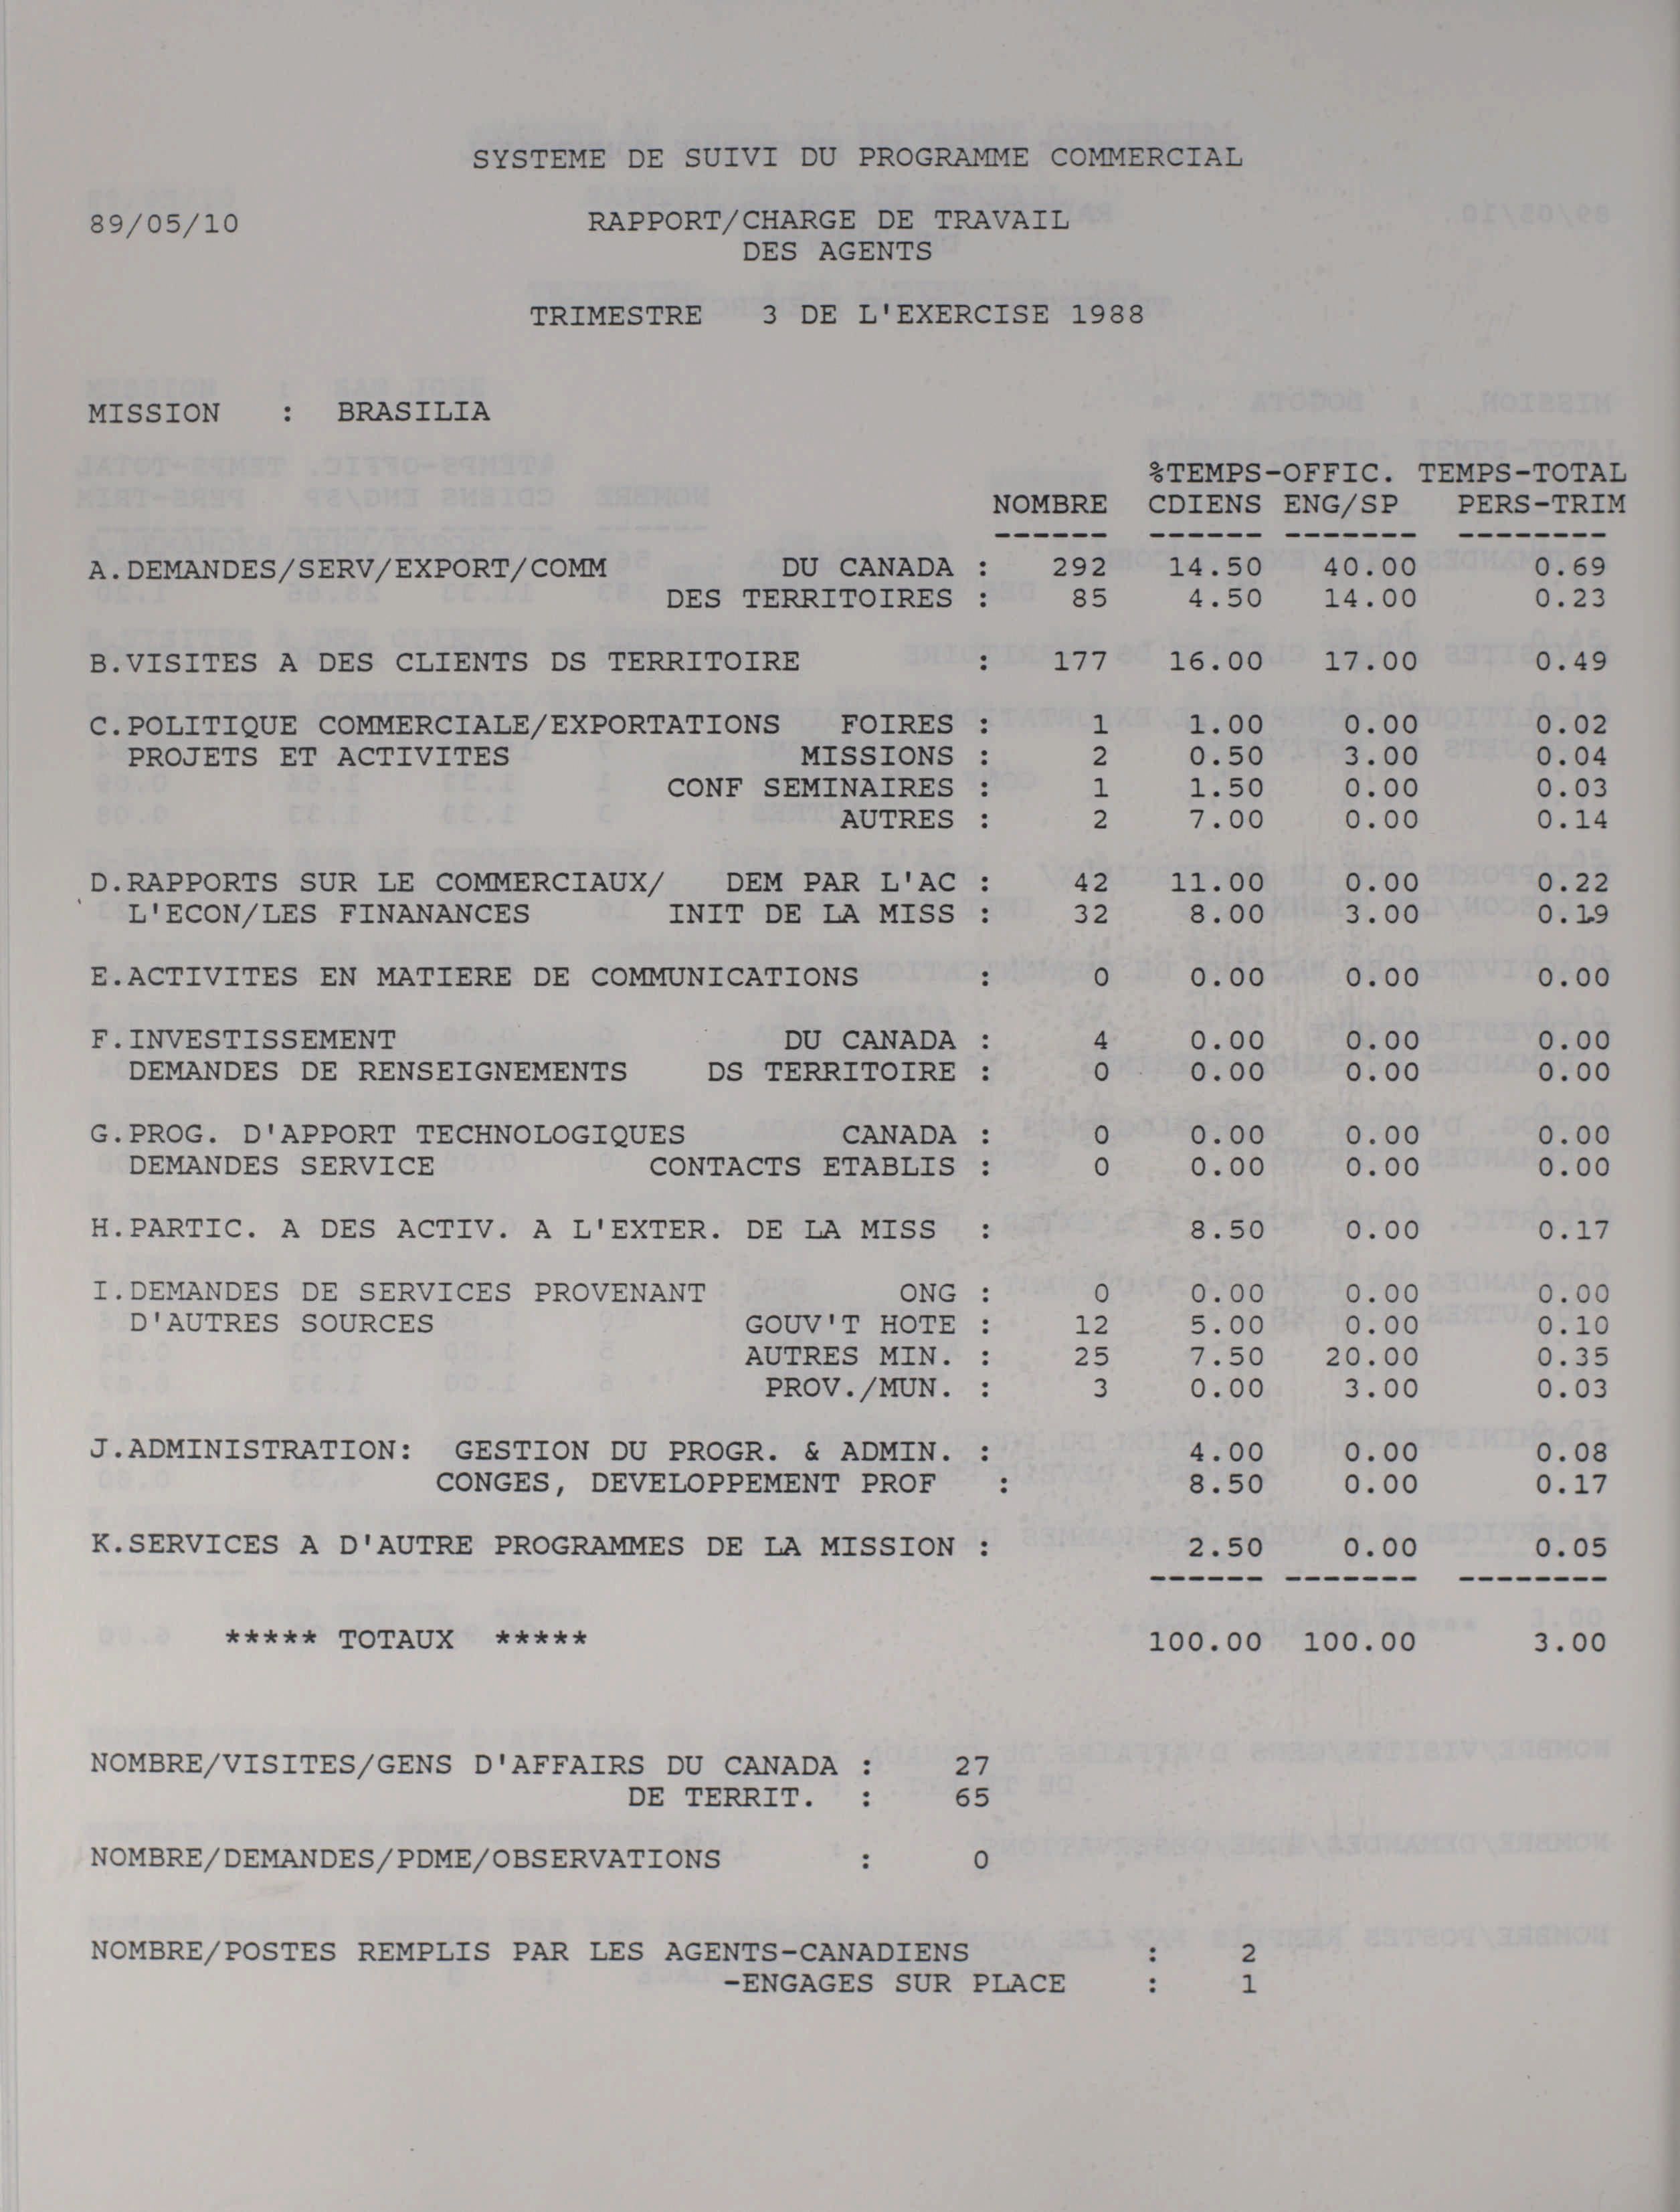 SYSTEME DE SUIVI DU PROGRAMME COMMERCIAL
89/05/10 RAPPORT/CHARGE DE TRAVAIL
DES AGENTS
TRIMESTRE 3 DE L'EXERCISE 1988
MISSION : BRASILIA
%TEMPS-OFFIC. TEMPS-TOTAL
NOMBRE CDIENS ENG/SP PERS-TRIM
------ ------ ------- --------
A.DEMANDES/SERV/EXPORT/COMM DU CANADA : 292 14.50 40.00 0.69
DES TERRITOIRES : 85 4.50 14.00 0.23
B.VISITES A DES CLIENTS DS TERRITOIRE : 177 16.00 17.00 0.49
C.POLITIQUE COMMERCIALE/EXPORTATIONS FOIRES : 1 1.00 0.00 0.02
PROJETS ET ACTIVITES MISSIONS : 2 0.50 3.00 0.04
CONF SEMINAIRES : 1 1.50 0.00 0.03
AUTRES : 2 7.00 0.00 0.14
D.RAPPORTS SUR LE COMMERCIAUX/ DEM PAR L'AC : 42 11.00 0.00 0.22
L'ECON/LES FINANANCES INIT DE LA MISS : 32 8.00 3.00 0.19
E.ACTIVITES EN MATIERE DE COMMUNICATIONS : 0 0.00 0.00 0.00
F.INVESTISSEMENT DU CANADA : 4 0.00 0.00 0.00
DEMANDES DE RENSEIGNEMENTS DS TERRITOIRE : 0 0.00 0.00 0.00
G.PROG. D'APPORT TECHNOLOGIQUES CANADA : 0 0.00 0.00 0.00
DEMANDES SERVICE CONTACTS ETABLIS : 0 0.00 0.00 0.00
H.PARTIC. A DES ACTIV. A L'EXTER. DE LA MISS : 8.50 0.00 0.17
I.DEMANDES DE SERVICES PROVENANT ONG : 0 0.00 0.00 0.00
D'AUTRES SOURCES GOUV'T HOTE : 12 5.00 0.00 0.10
AUTRES MIN. : 25 7.50 20.00 0.35
PROV./MUN. : 3 0.00 3.00 0.03
J.ADMINISTRATION: GESTION DU PROGR. & ADMIN. : 4.00 0.00 0.08
CONGES, DEVELOPPEMENT PROF : 8.50 0.00 0.17
K.SERVICES A D'AUTRE PROGRAMMES DE LA MISSION : 2.50 0.00 0.05
------ ------- --------
***** TOTAUX ***** 100.00 100.00 3.00
NOMBRE/VISITES/GENS D'AFFAIRS DU CANADA : 27
DE TERRIT. : 65
NOMBRE/DEMANDES/PDME/OBSERVATIONS : 0
NOMBRE/POSTES REMPLIS PAR LES AGENTS-CANADIENS : 2
-ENGAGES SUR PLACE : 1